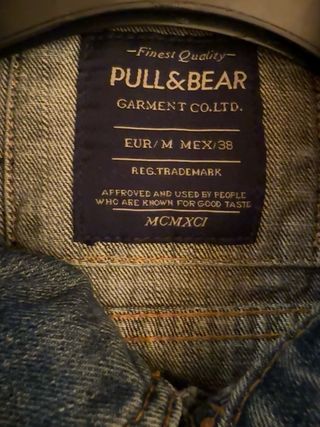 -Finest Quality-
PULL&BEAR
GARMENT CO.LTD.
EUR/M MEX/38
REG.TRADEMARK
APPROVED AND USED BY PEOPLE
WHO ARE KNOWN FOR GOOD TASTE
MCMXCI